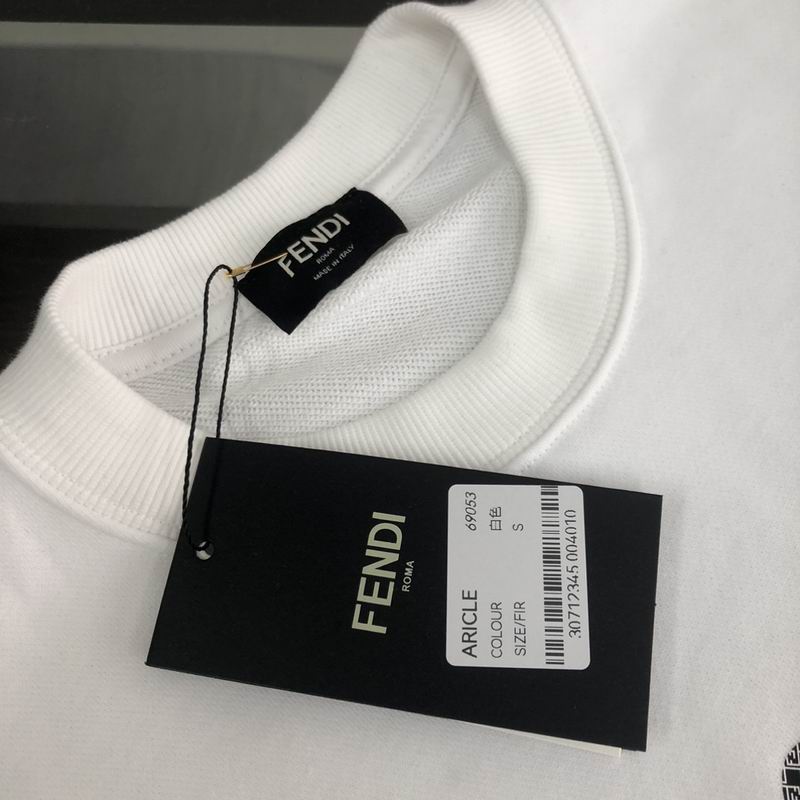 FENDI
ROMA
MADE IN ITALY
FENDI
ROMA
ARICLE 69053
COLOUR 白色
SIZE/FIR S
30712345 004010